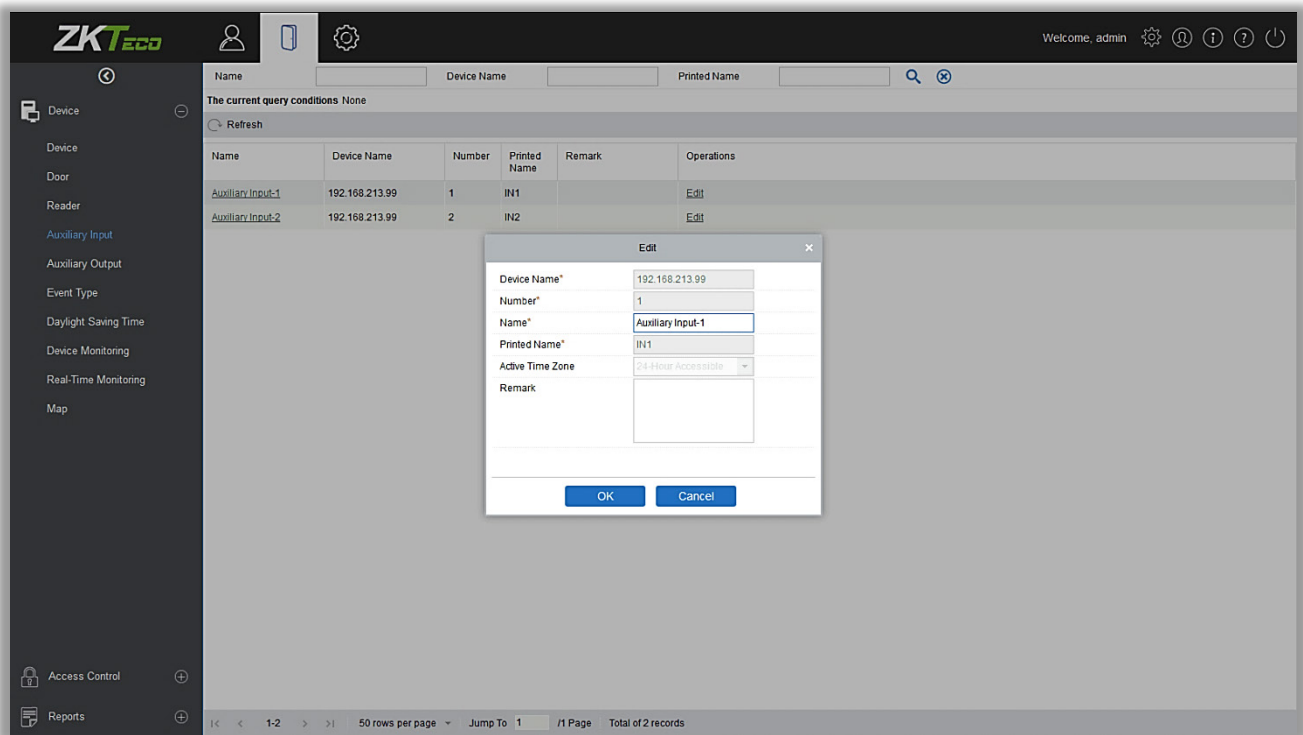 ZKTECO
Welcome, admin
Name Device Name Printed Name
The current query conditions None
Refresh
Device
Device
Door
Reader
Auxiliary Input
Auxiliary Output
Event Type
Daylight Saving Time
Device Monitoring
Real-Time Monitoring
Map
Access Control
Reports
Name Device Name Number Printed Name Remark Operations
Auxiliary Input-1 192.168.213.99 1 IN1 Edit
Auxiliary Input-2 192.168.213.99 2 IN2 Edit
Edit
Device Name* 192.168.213.99
Number* 1
Name* Auxiliary Input-1
Printed Name* IN1
Active Time Zone 24-Hour Accessible
Remark
OK Cancel
1-2 50 rows per page Jump To 1 /1 Page Total of 2 records